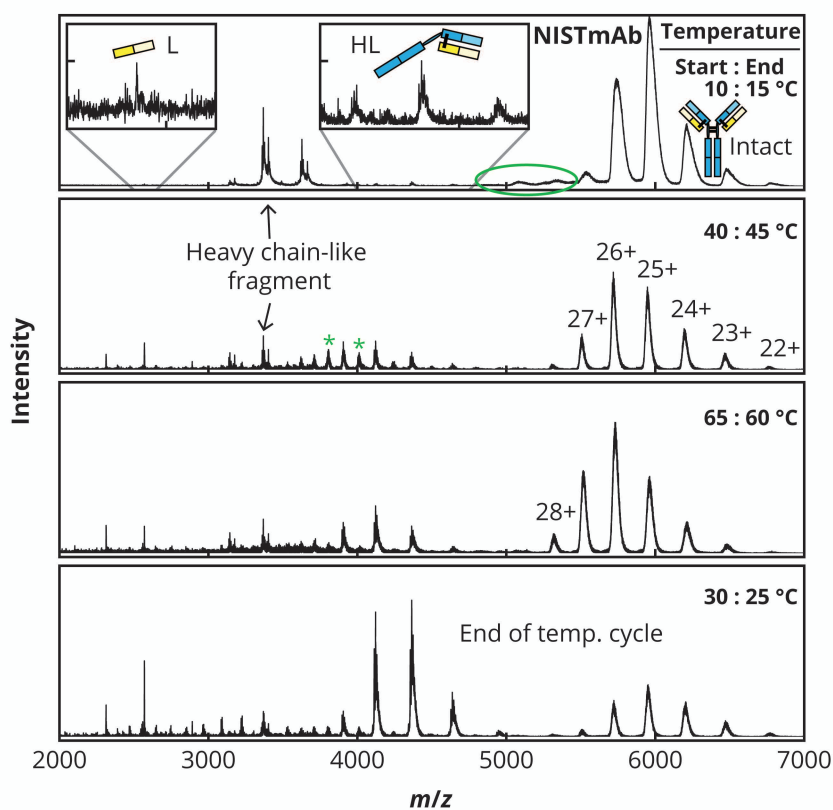 L
HL
NISTmAb
Temperature
Start : End
10 : 15 °C
Intact
40 : 45 °C
Heavy chain-like
fragment
*
*
27+
26+
25+
24+
23+
22+
65 : 60 °C
28+
30 : 25 °C
End of temp. cycle
Intensity
2000 3000 4000 5000 6000 7000
m/z